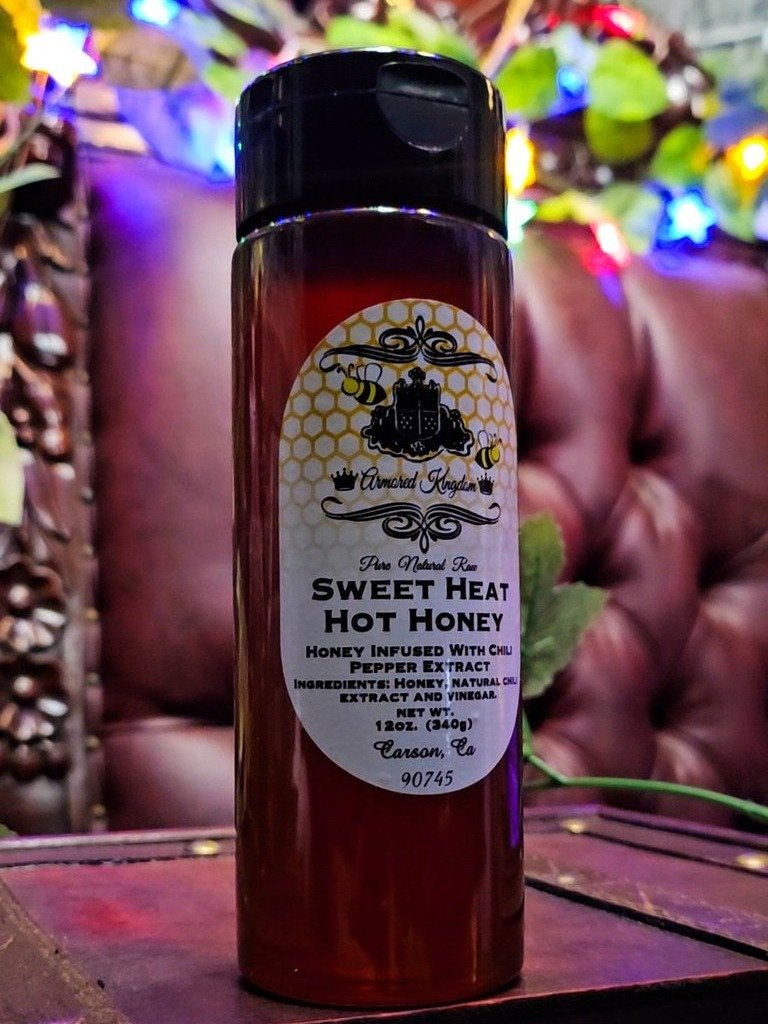 Armored Kingdom
Pure Natural Raw
SWEET HEAT
HOT HONEY
HONEY INFUSED WITH CHILI
PEPPER EXTRACT
INGREDIENTS: HONEY, NATURAL CHILI
EXTRACT AND VINEGAR.
NET WT.
12OZ. (340g)
Carson, Ca
90745